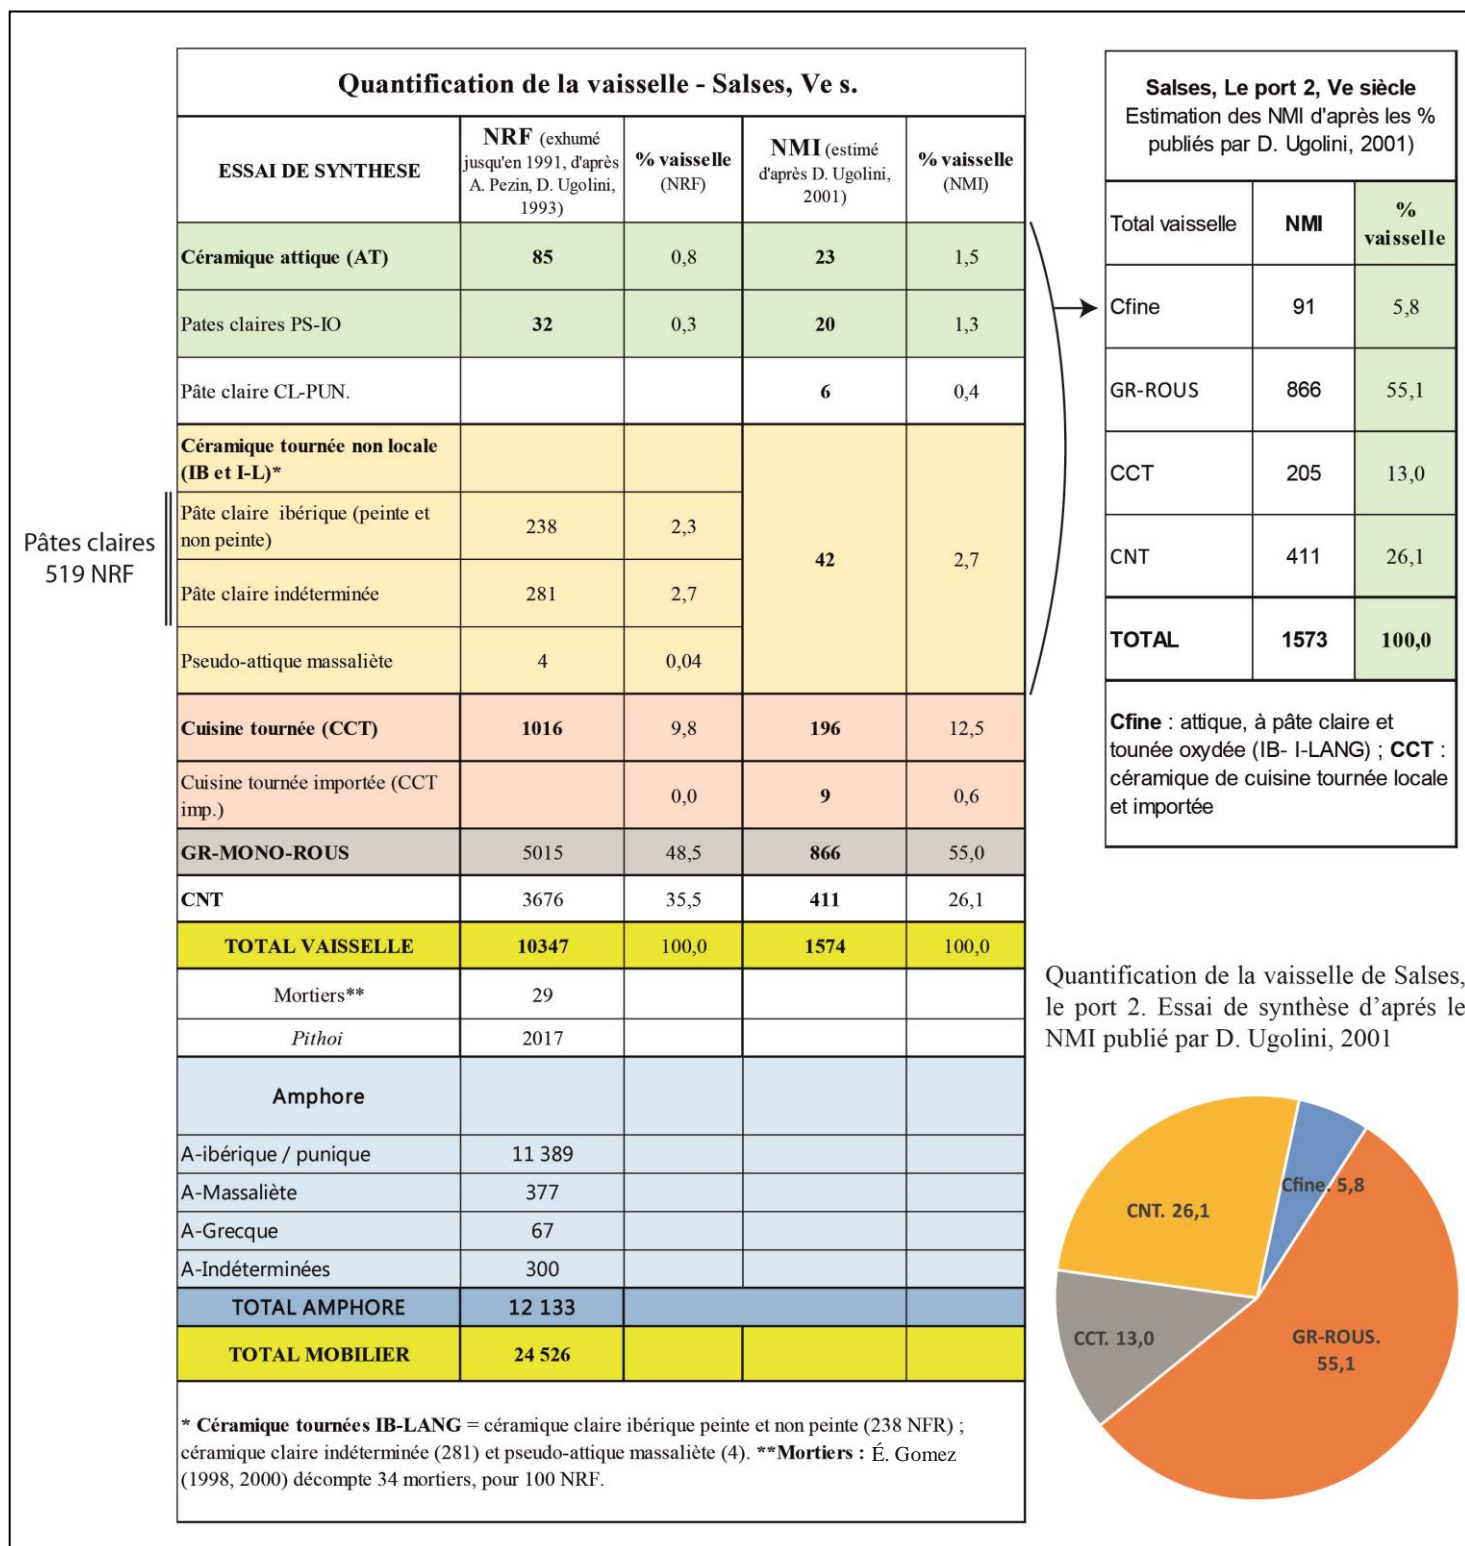 Quantification de la vaisselle - Salses, Ve s.
ESSAI DE SYNTHESE
NRF (exhumé
jusqu'en 1991, d'après
A. Pezin, D. Ugolini,
1993)
% vaisselle
(NRF)
NMI (estimé
d'après D. Ugolini,
2001)
% vaisselle
(NMI)
Céramique attique (AT) 85 0,8 23 1,5
Pates claires PS-IO 32 0,3 20 1,3
Pâte claire CL-PUN. 6 0,4
Céramique tournée non locale
(IB et I-L)*
Pâte claire ibérique (peinte et
non peinte) 238 2,3
42 2,7
Pâte claire indéterminée 281 2,7
Pseudo-attique massaliète 4 0,04
Pâtes claires
519 NRF
Cuisine tournée (CCT) 1016 9,8 196 12,5
Cuisine tournée importée (CCT
imp.) 0,0 9 0,6
GR-MONO-ROUS 5015 48,5 866 55,0
CNT 3676 35,5 411 26,1
TOTAL VAISSELLE 10347 100,0 1574 100,0
Mortiers** 29
Pithoi 2017
Amphore
A-ibérique / punique 11 389
A-Massaliète 377
A-Grecque 67
A-Indéterminées 300
TOTAL AMPHORE 12 133
TOTAL MOBILIER 24 526
* Céramique tournées IB-LANG = céramique claire ibérique peinte et non peinte (238 NFR) ;
céramique claire indéterminée (281) et pseudo-attique massaliète (4). **Mortiers : É. Gomez
(1998, 2000) décompte 34 mortiers, pour 100 NRF.
Salses, Le port 2, Ve siècle
Estimation des NMI d'après les %
publiés par D. Ugolini, 2001)
Total vaisselle NMI %
vaisselle
Cfine 91 5,8
GR-ROUS 866 55,1
CCT 205 13,0
CNT 411 26,1
TOTAL 1573 100,0
Cfine : attique, à pâte claire et
tounée oxydée (IB- I-LANG) ; CCT :
céramique de cuisine tournée locale
et importée
Quantification de la vaisselle de Salses,
le port 2. Essai de synthèse d'aprés le
NMI publié par D. Ugolini, 2001
Cfine. 5,8
CNT. 26,1
CCT. 13,0
GR-ROUS.
55,1